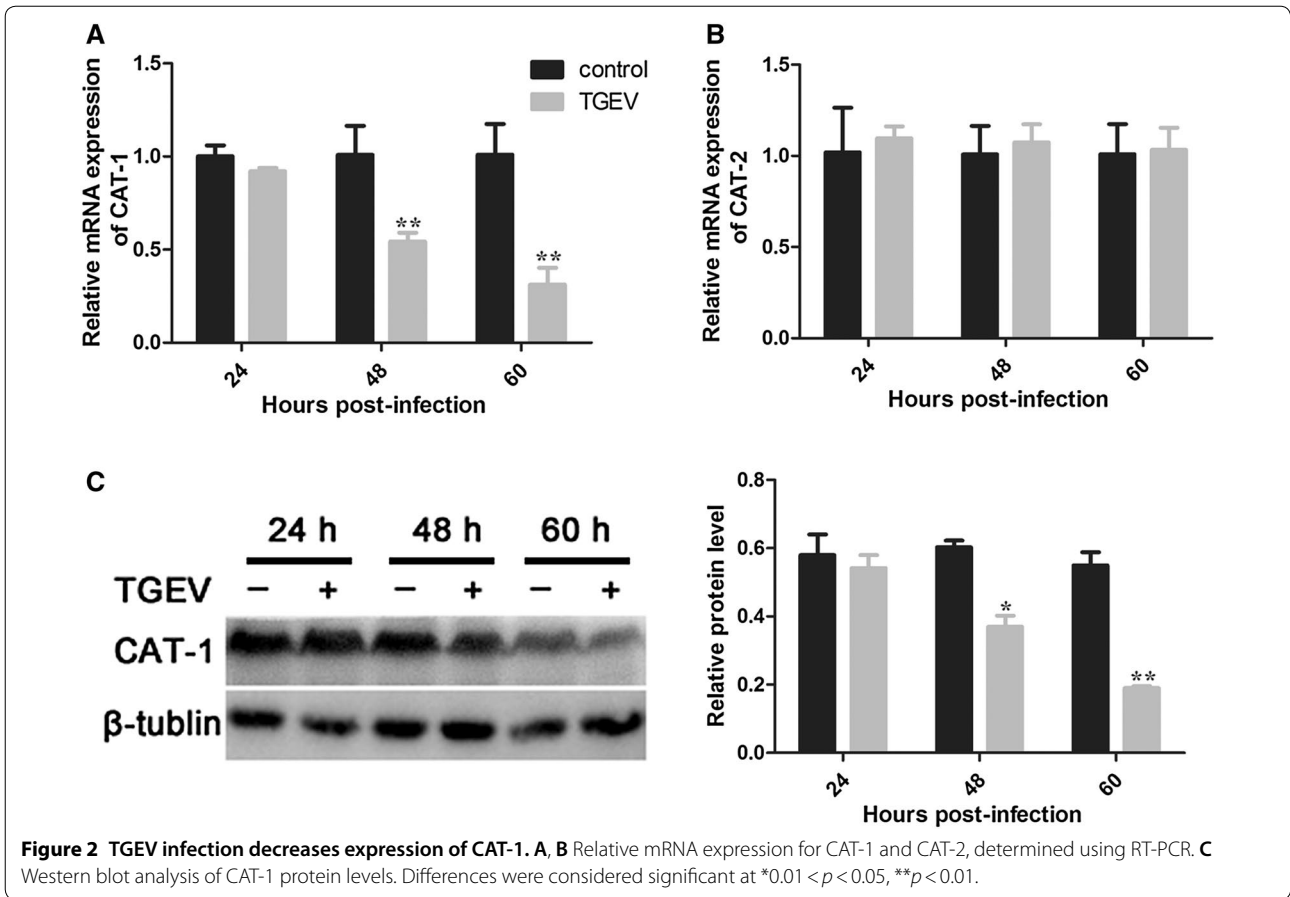 A
Relative mRNA expression
of CAT-1
1.5
1.0
0.5
0.0
control
TGEV
**
**
24
48
60
Hours post-infection
B
Relative mRNA expression
of CAT-2
1.5
1.0
0.5
0.0
24
48
60
Hours post-infection
C
24 h 48 h 60 h
TGEV – + – + – +
CAT-1
β-tublin
Relative protein level
0.8
0.6
0.4
0.2
0.0
*
**
24
48
60
Hours post-infection
Figure 2 TGEV infection decreases expression of CAT-1. A, B Relative mRNA expression for CAT-1 and CAT-2, determined using RT-PCR. C
Western blot analysis of CAT-1 protein levels. Differences were considered significant at *0.01 < p < 0.05, **p < 0.01.